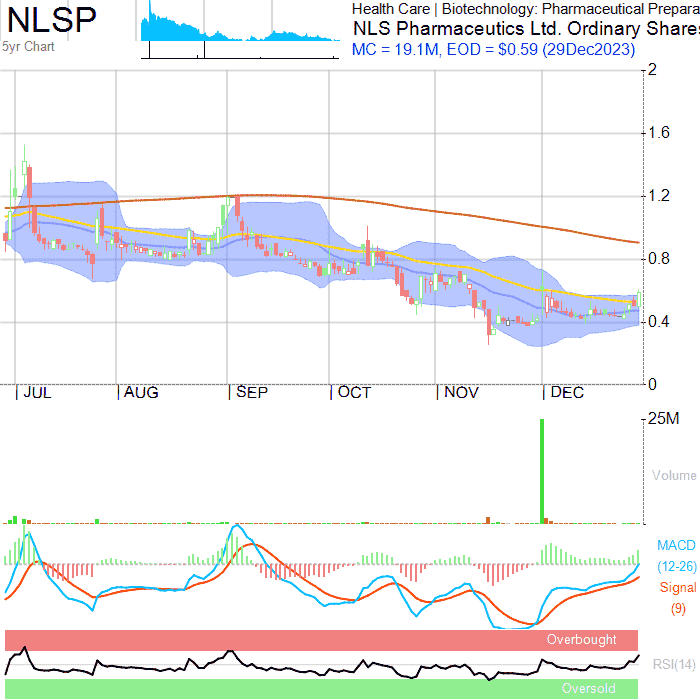 NLSP
5yr Chart
Health Care | Biotechnology: Pharmaceutical Prepara
NLS Pharmaceutics Ltd. Ordinary Shares
MC = 19.1M, EOD = $0.59 (29Dec2023)
2
1.6
1.2
0.8
0.4
0
JUL AUG SEP OCT NOV DEC
25M
Volume
MACD
(12-26)
Signal
(9)
Overbought
RSI(14)
Oversold